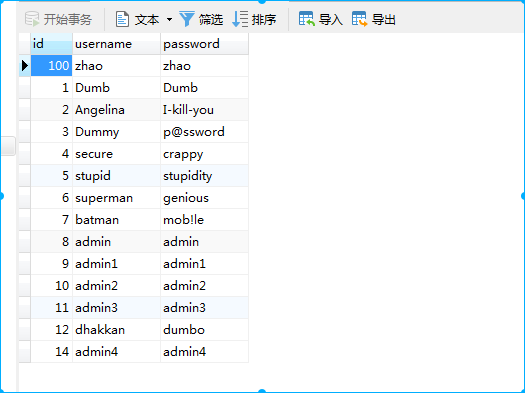 开始事务 文本 筛选 排序 导入 导出
id username password
100 zhao zhao
1 Dumb Dumb
2 Angelina I-kill-you
3 Dummy p@ssword
4 secure crappy
5 stupid stupidity
6 superman genious
7 batman mob!le
8 admin admin
9 admin1 admin1
10 admin2 admin2
11 admin3 admin3
12 dhakkan dumbo
14 admin4 admin4